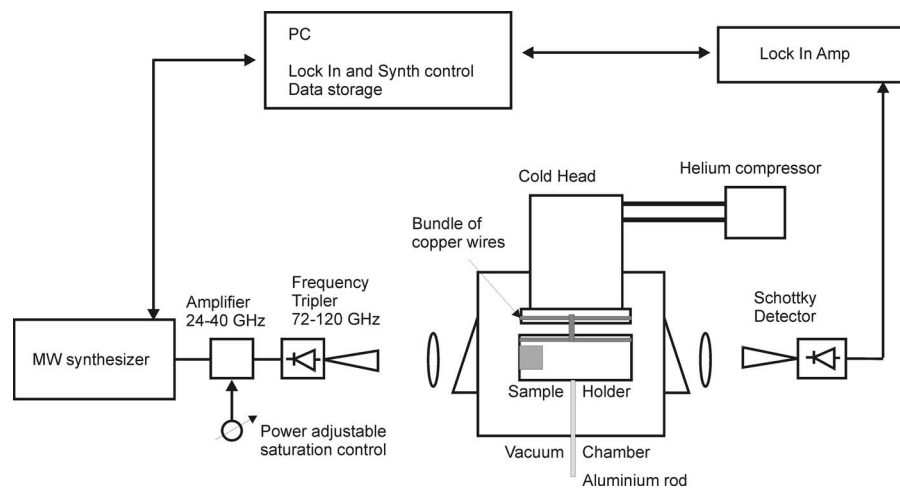 PC
Lock In and Synth control
Data storage
Lock In Amp
Cold Head
Helium compressor
Bundle of
copper wires
Frequency
Tripler
72-120 GHz
Amplifier
24-40 GHz
Schottky
Detector
MW synthesizer
Sample Holder
Power adjustable
saturation control
Vacuum Chamber
Aluminium rod